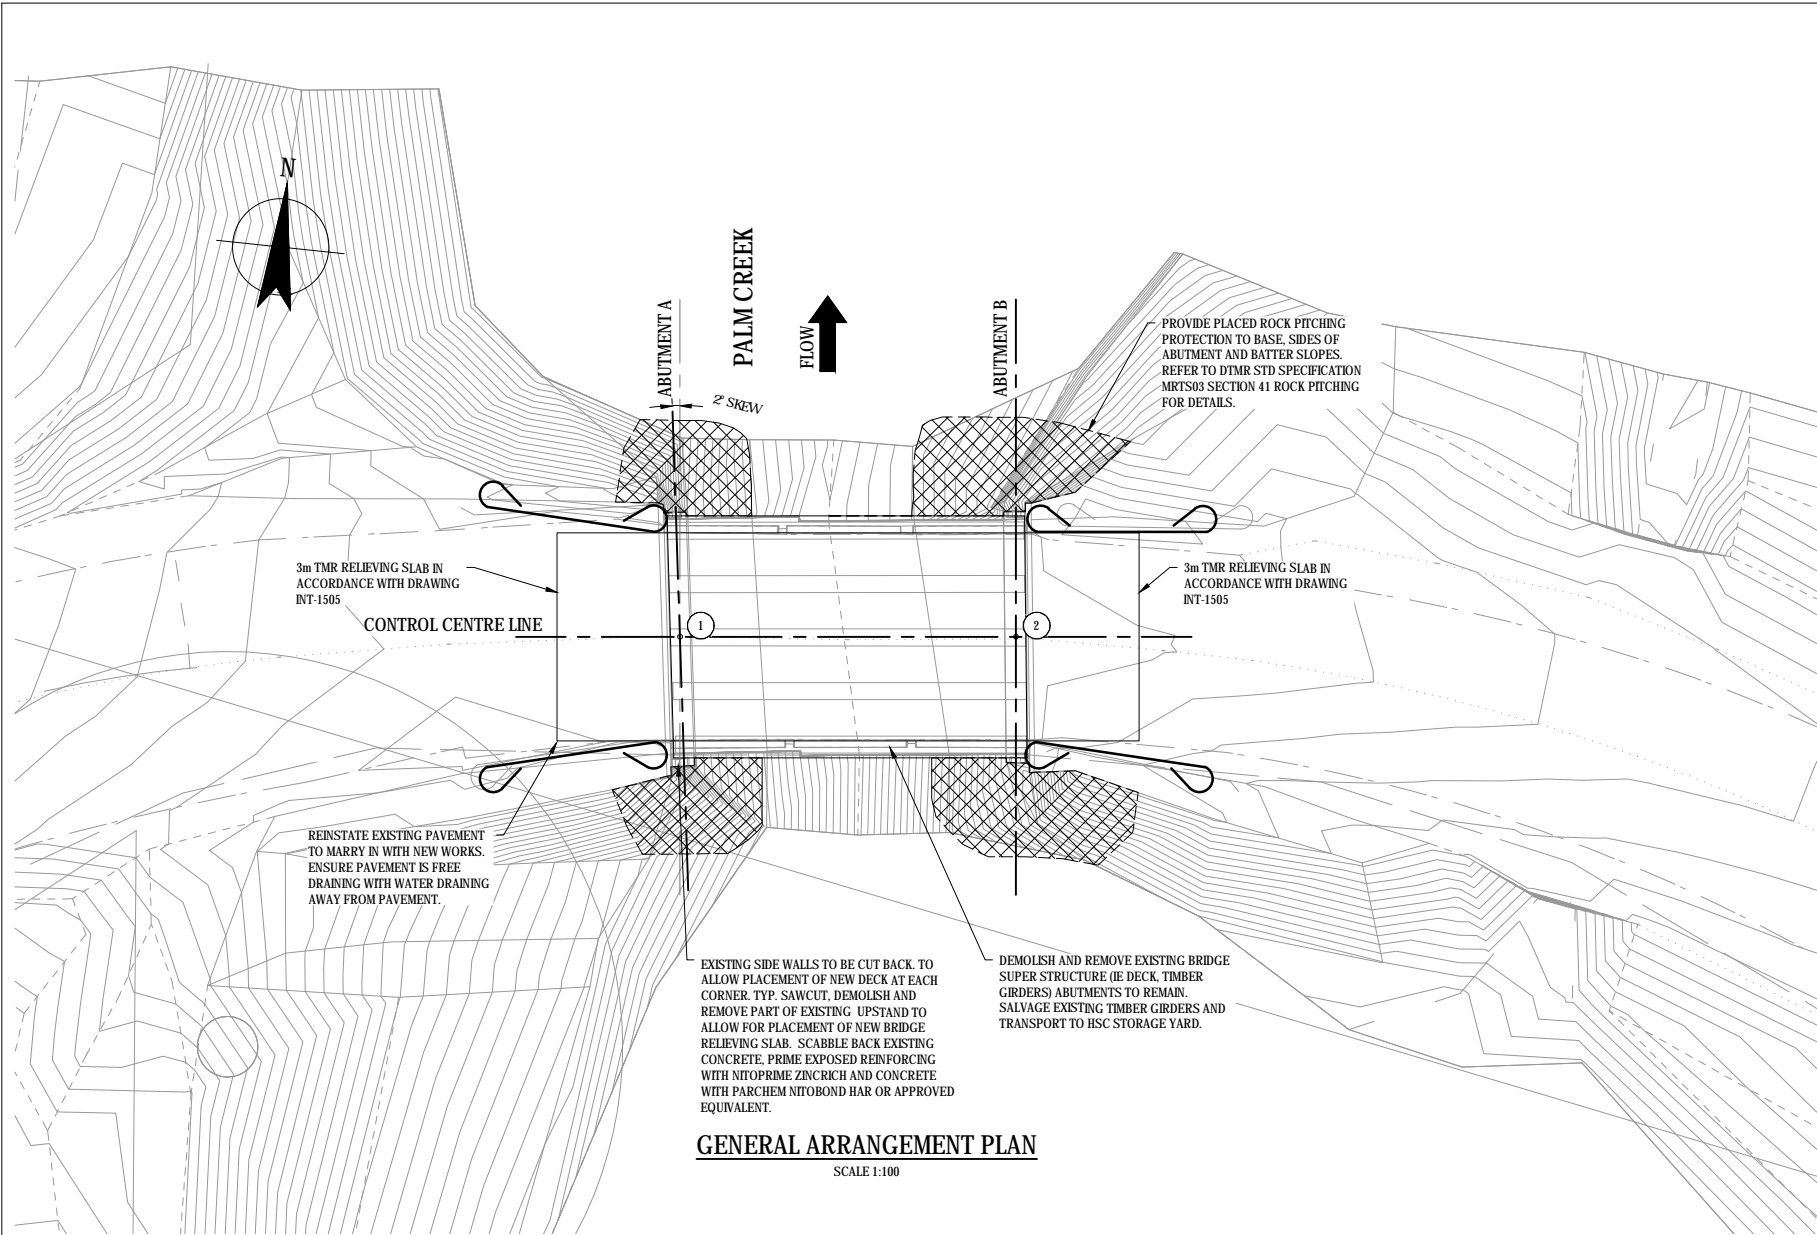 N
PALM CREEK
FLOW
ABUTMENT A
ABUTMENT B
2° SKEW
PROVIDE PLACED ROCK PITCHING
PROTECTION TO BASE, SIDES OF
ABUTMENT AND BATTER SLOPES.
REFER TO DTMR STD SPECIFICATION
MRTS03 SECTION 41 ROCK PITCHING
FOR DETAILS.
3m TMR RELIEVING SLAB IN
ACCORDANCE WITH DRAWING
INT-1505
3m TMR RELIEVING SLAB IN
ACCORDANCE WITH DRAWING
INT-1505
CONTROL CENTRE LINE
1
2
REINSTATE EXISTING PAVEMENT
TO MARRY IN WITH NEW WORKS.
ENSURE PAVEMENT IS FREE
DRAINING WITH WATER DRAINING
AWAY FROM PAVEMENT.
EXISTING SIDE WALLS TO BE CUT BACK. TO
ALLOW PLACEMENT OF NEW DECK AT EACH
CORNER. TYP. SAWCUT, DEMOLISH AND
REMOVE PART OF EXISTING UPSTAND TO
ALLOW FOR PLACEMENT OF NEW BRIDGE
RELIEVING SLAB. SCABBLE BACK EXISTING
CONCRETE, PRIME EXPOSED REINFORCING
WITH NITOPRIME ZINCRICH AND CONCRETE
WITH PARCHEM NITOBOND HAR OR APPROVED
EQUIVALENT.
DEMOLISH AND REMOVE EXISTING BRIDGE
SUPER STRUCTURE (IE DECK, TIMBER
GIRDERS) ABUTMENTS TO REMAIN.
SALVAGE EXISTING TIMBER GIRDERS AND
TRANSPORT TO HSC STORAGE YARD.
GENERAL ARRANGEMENT PLAN
SCALE 1:100